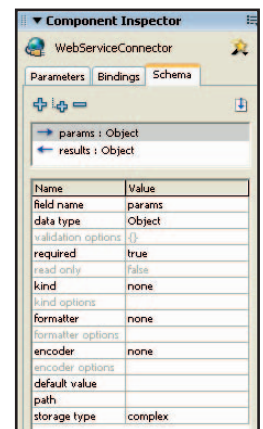 Component Inspector
WebServiceConnector
Parameters Bindings Schema
params : Object
results : Object
Name Value
field name params
data type Object
validation options {}
required true
read only false
kind none
kind options
formatter none
formatter options
encoder none
encoder options
default value
path
storage type complex